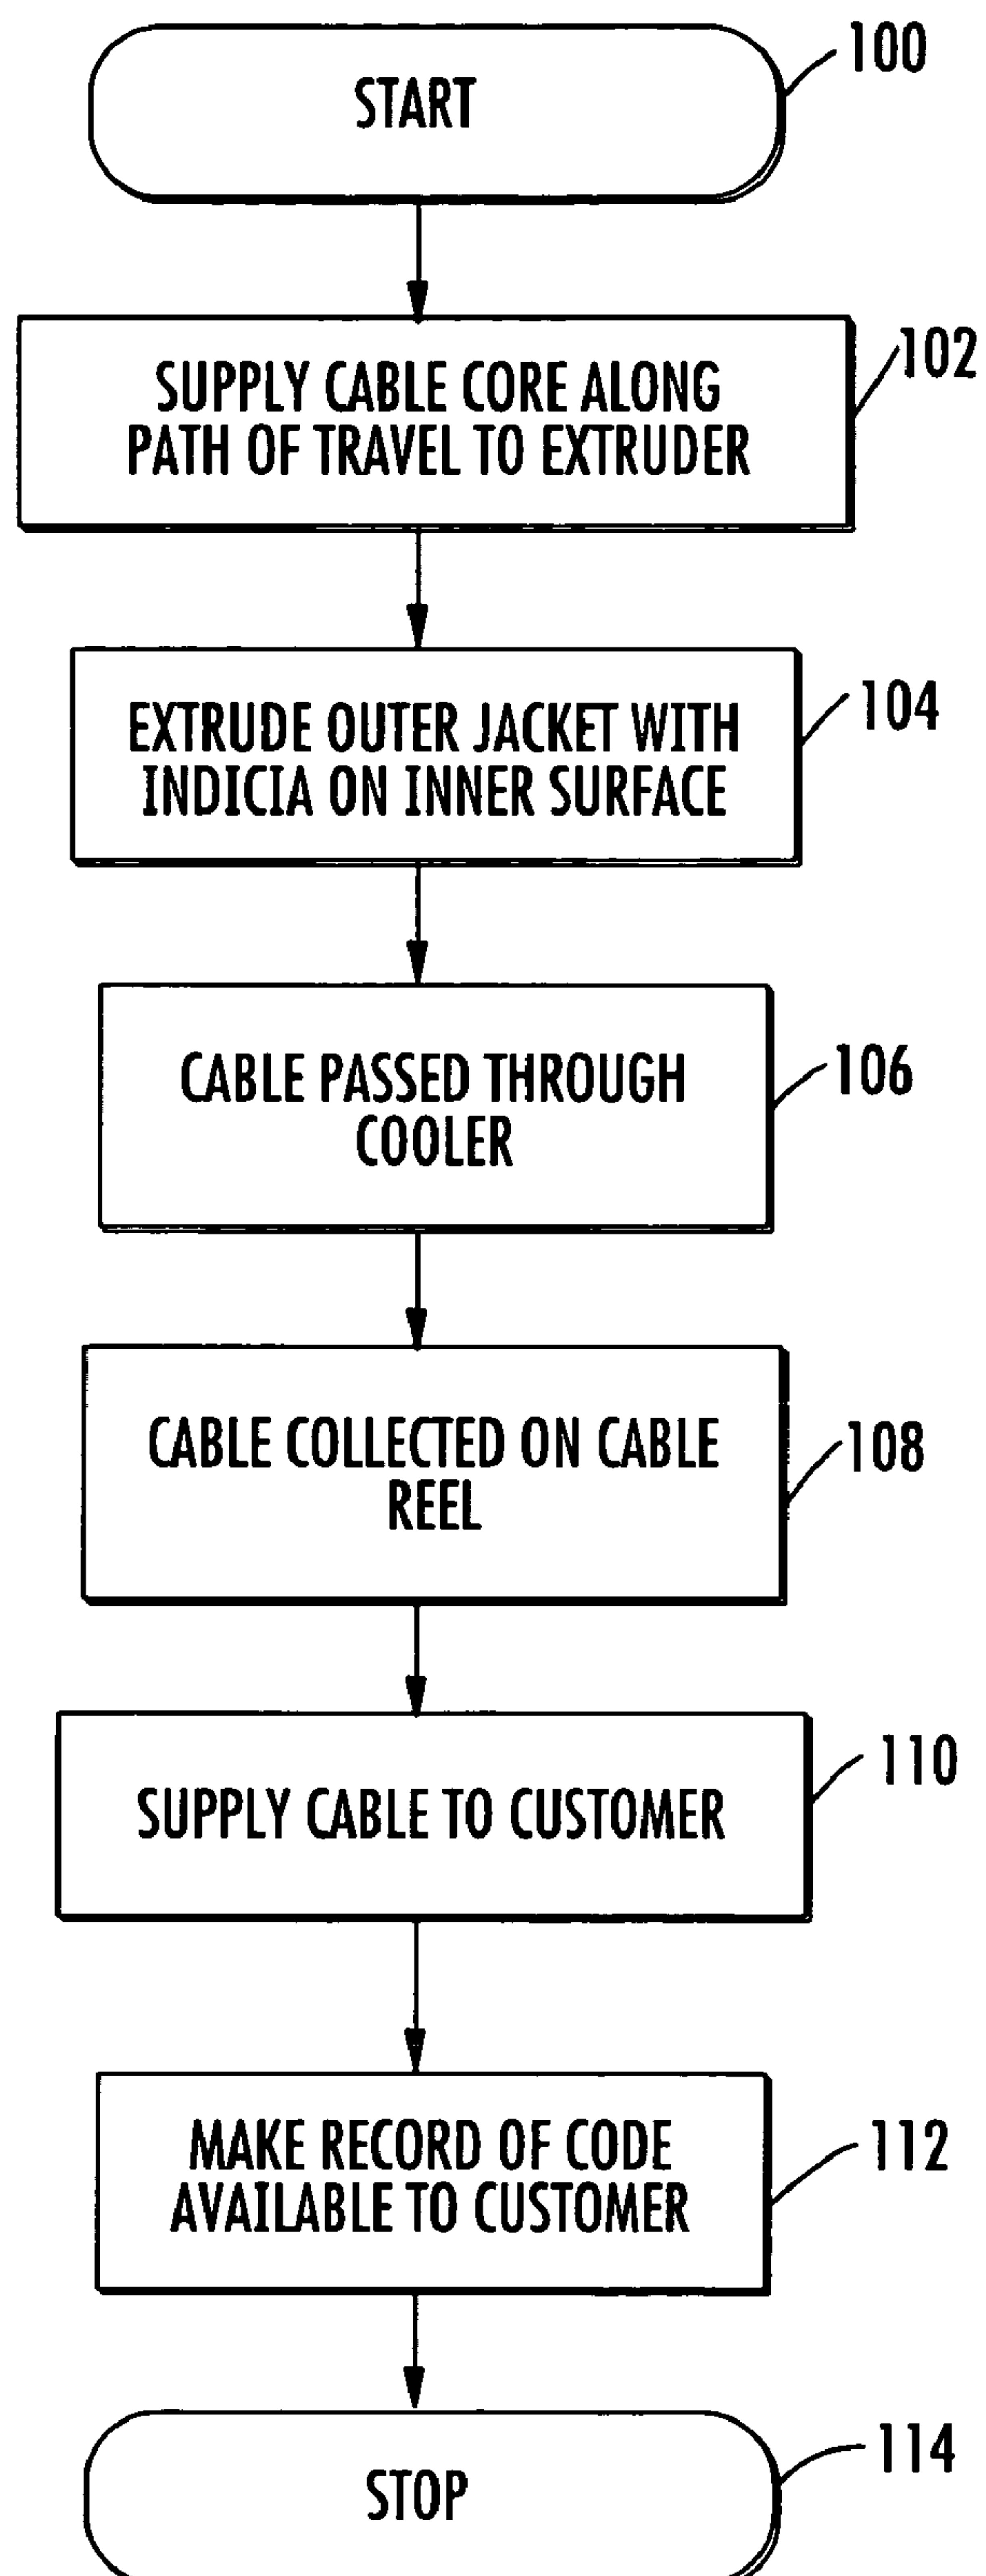 START
100
SUPPLY CABLE CORE ALONG
PATH OF TRAVEL TO EXTRUDER
102
EXTRUDE OUTER JACKET WITH
INDICIA ON INNER SURFACE
104
CABLE PASSED THROUGH
COOLER
106
CABLE COLLECTED ON CABLE
REEL
108
SUPPLY CABLE TO CUSTOMER
110
MAKE RECORD OF CODE
AVAILABLE TO CUSTOMER
112
STOP
114